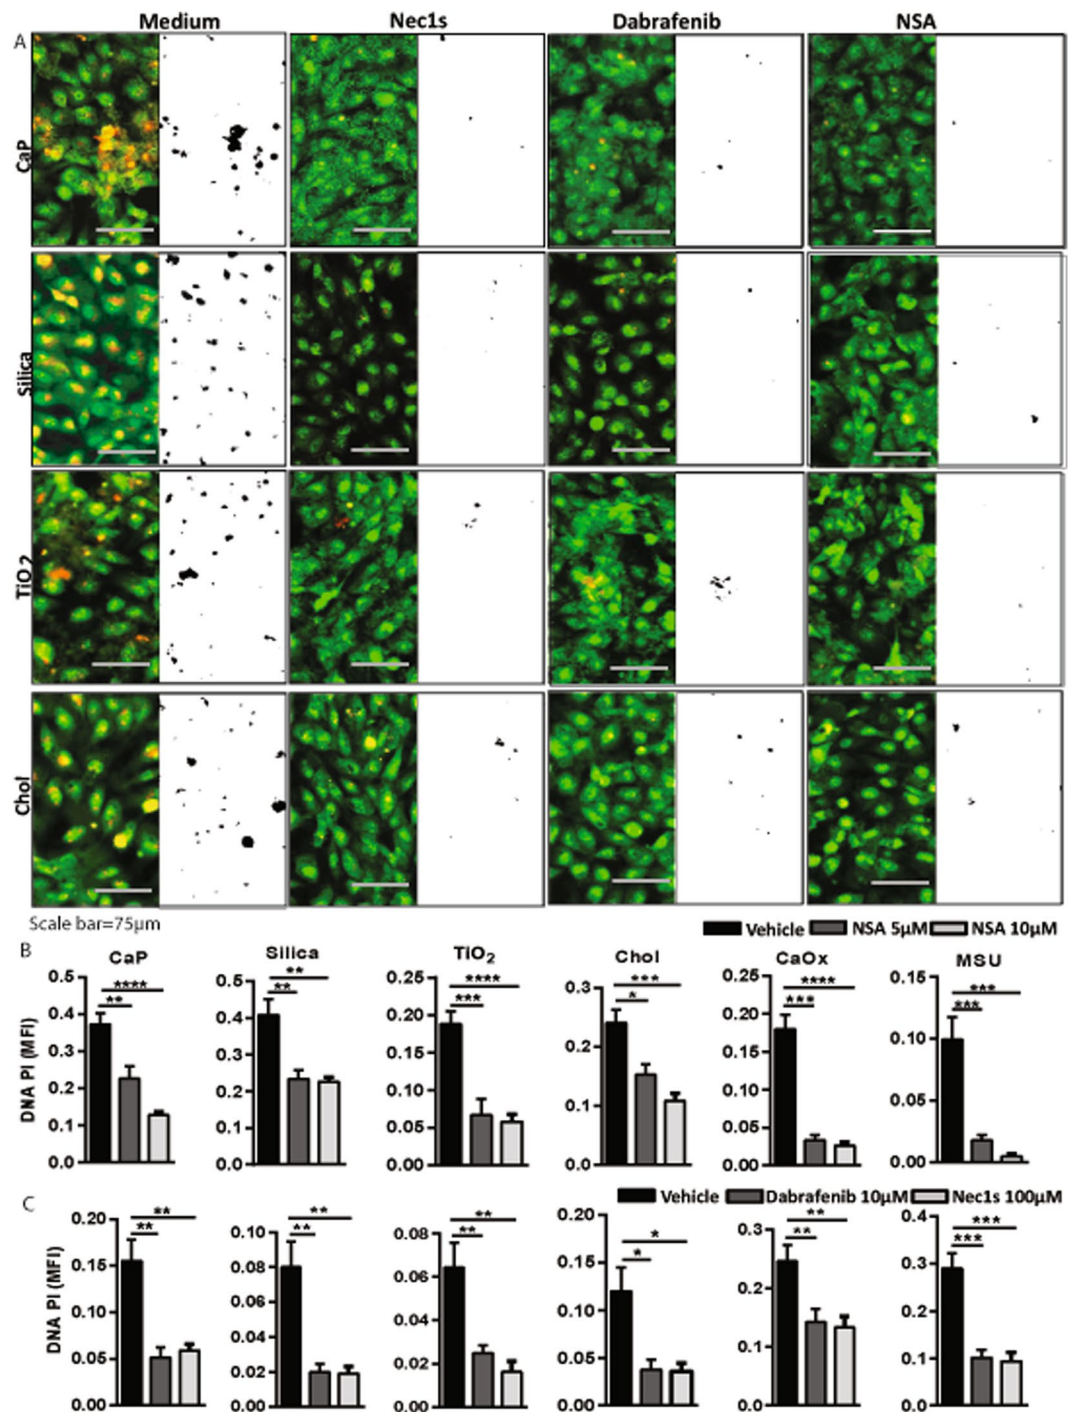 Medium Nec1s Dabrafenib NSA
A
CaP
Silica
TiO 2
Chol
Scale bar=75µm
Vehicle NSA 5µM NSA 10µM
B
CaP Silica TiO2 Chol CaOx MSU
DNA PI (MFI)
0.5 0.4 0.3 0.2 0.1 0.0
** ****
0.5 0.4 0.3 0.2 0.1 0.0
** **
0.25 0.20 0.15 0.10 0.05 0.00
*** ****
0.3 0.2 0.1 0.0
* ***
0.25 0.20 0.15 0.10 0.05 0.00
*** ****
0.15 0.10 0.05 0.00
*** ***
C
Vehicle Dabrafenib 10µM Nec1s 100µM
DNA PI (MFI)
0.20 0.15 0.10 0.05 0.00
** **
0.10 0.08 0.06 0.04 0.02 0.00
** **
0.08 0.06 0.04 0.02 0.00
** **
0.20 0.15 0.10 0.05 0.00
* *
0.3 0.2 0.1 0.0
** **
0.4 0.3 0.2 0.1 0.0
*** ***